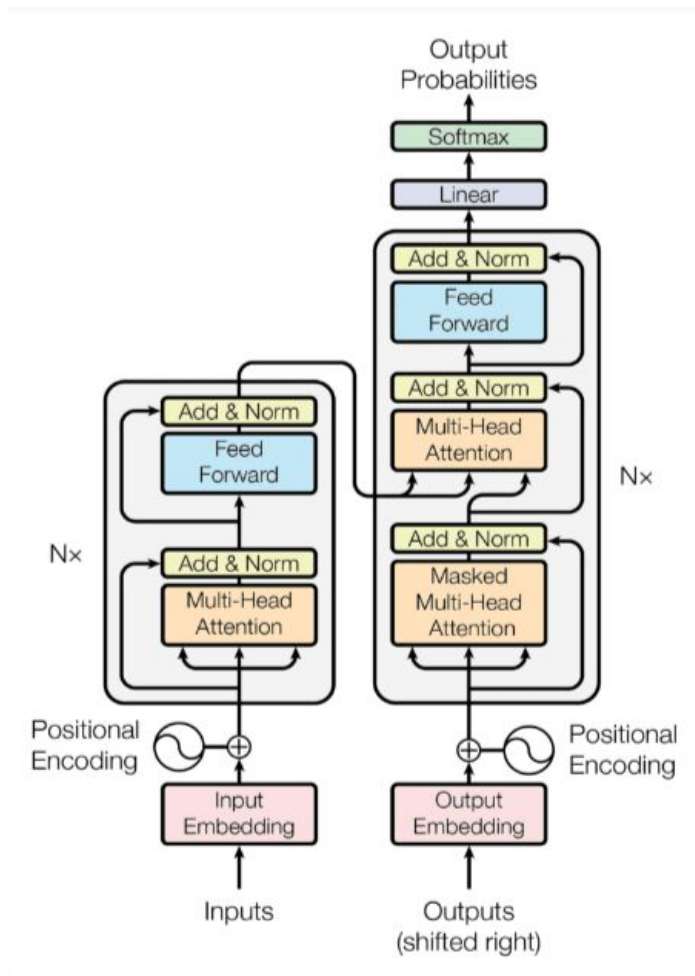 Output
Probabilities
Softmax
Linear
Add & Norm
Feed
Forward
Add & Norm
Multi-Head
Attention
Nx
Add & Norm
Masked
Multi-Head
Attention
Add & Norm
Feed
Forward
Nx
Add & Norm
Multi-Head
Attention
Positional
Encoding
Positional
Encoding
Input
Embedding
Output
Embedding
Inputs
Outputs
(shifted right)